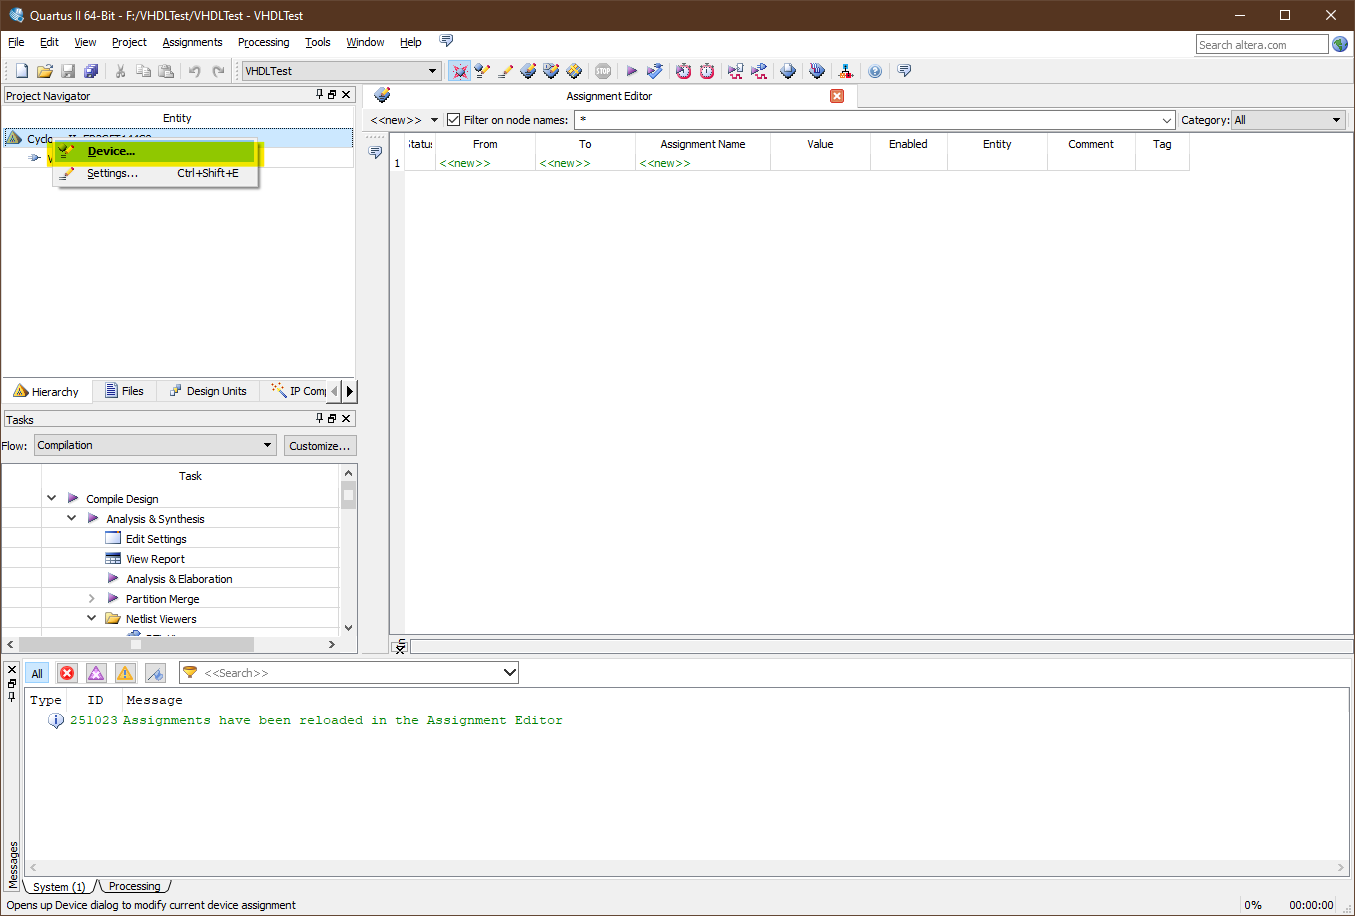 Quartus II 64-Bit - F:/VHDLTest/VHDLTest - VHDLTest
File Edit View Project Assignments Processing Tools Window Help
Search altera.com
VHDLTest
STOP
Project Navigator
Entity
Device...
Settings... Ctrl+Shift+E
Hierarchy Files Design Units IP Com
Tasks
Flow: Compilation Customize...
Task
Compile Design
Analysis & Synthesis
Edit Settings
View Report
Analysis & Elaboration
Partition Merge
Netlist Viewers
Assignment Editor
<<new>> Filter on node names: * Category: All
From To Assignment Name Value Enabled Entity Comment Tag
1 <<new>> <<new>> <<new>>
All <<Search>>
Type ID Message
251023 Assignments have been reloaded in the Assignment Editor
Messages
System (1) Processing
Opens up Device dialog to modify current device assignment 0% 00:00:00